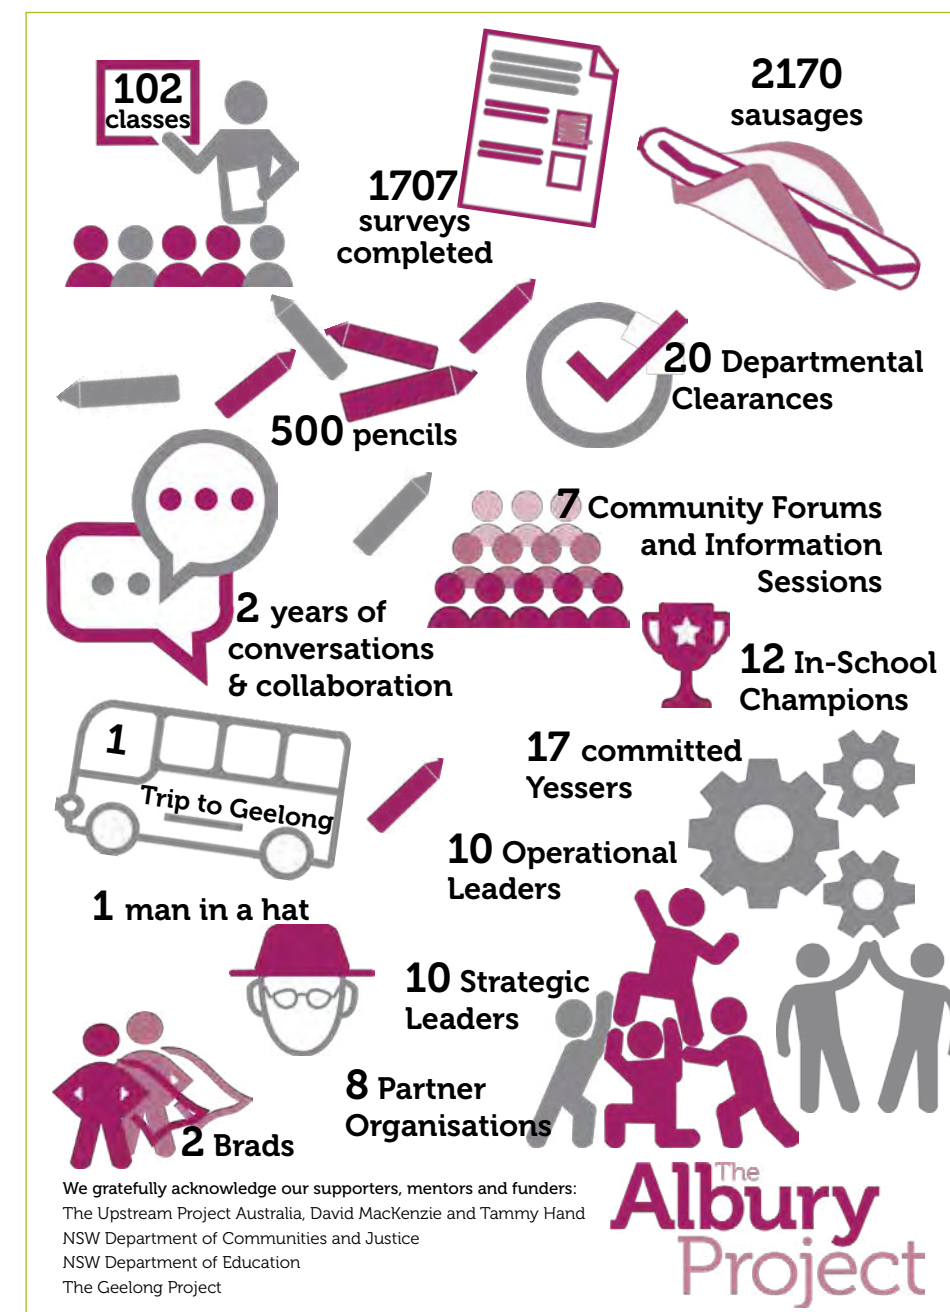 102
classes
1707
surveys
completed
2170
sausages
500 pencils
20 Departmental
Clearances
2 years of
conversations
& collaboration
7 Community Forums
and Information
Sessions
12 In-School
Champions
1
Trip to Geelong
17 committed
Yessers
10 Operational
Leaders
1 man in a hat
10 Strategic
Leaders
8 Partner
Organisations
2 Brads
We gratefully acknowledge our supporters, mentors and funders:
The Upstream Project Australia, David MacKenzie and Tammy Hand
NSW Department of Communities and Justice
NSW Department of Education
The Geelong Project
The
Albury
Project